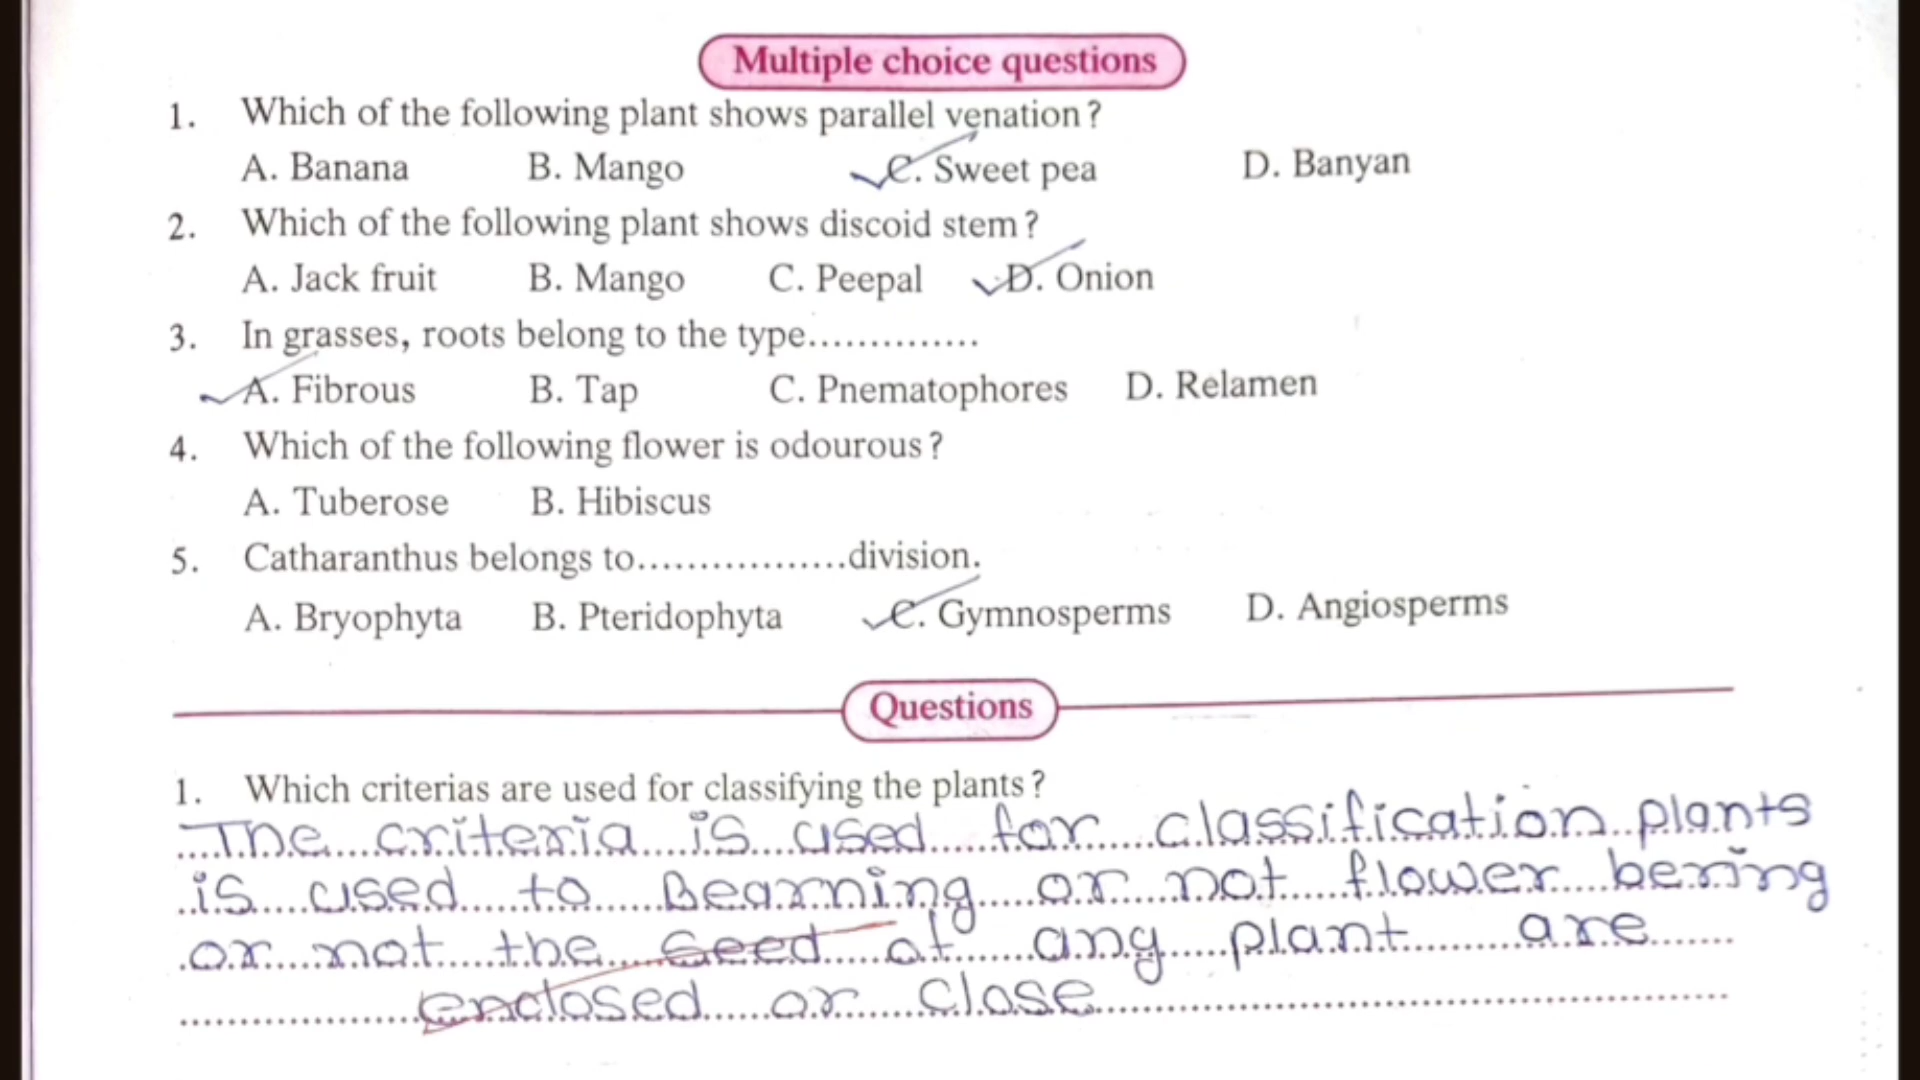 Multiple choice questions
1. Which of the following plant shows parallel venation?
A. Banana B. Mango C. Sweet pea D. Banyan
2. Which of the following plant shows discoid stem?
A. Jack fruit B. Mango C. Peepal D. Onion
3. In grasses, roots belong to the type..............
A. Fibrous B. Tap C. Pnematophores D. Relamen
4. Which of the following flower is odourous?
A. Tuberose B. Hibiscus
5. Catharanthus belongs to.................division.
A. Bryophyta B. Pteridophyta C. Gymnosperms D. Angiosperms
Questions
1. Which criterias are used for classifying the plants?
The criteria is used for classification plants
is used to Bearning or not flower bering
or not the seed of any plant are
enclosed or close